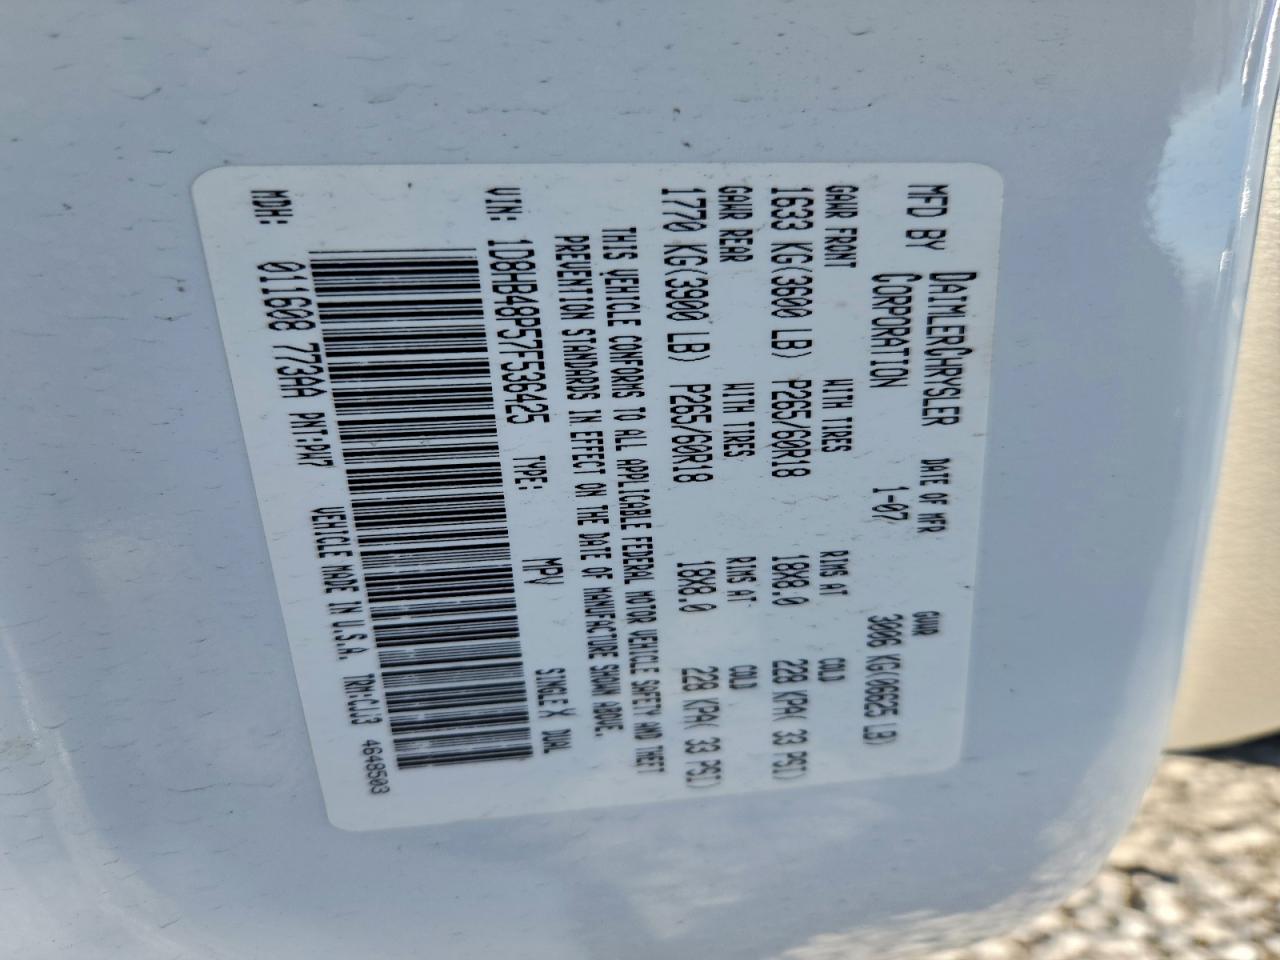 MFD BY DAIMLERCHRYSLER DATE OF MFR GVWR
CORPORATION 1-07 3006 KG(06625 LB)
GAWR FRONT WITH TIRES RIMS AT COLD
1633 KG(3600 LB) P265/60R18 18X8.0 228 KPA( 33 PSI)
GAWR REAR WITH TIRES RIMS AT COLD
1770 KG(3900 LB) P265/60R18 18X8.0 228 KPA( 33 PSI)
THIS VEHICLE CONFORMS TO ALL APPLICABLE FEDERAL MOTOR VEHICLE SAFETY AND THEFT
PREVENTION STANDARDS IN EFFECT ON THE DATE OF MANUFACTURE SHOWN ABOVE.
VIN: 1D8HB48P57F536425 TYPE: MPV SINGLE X DUAL
MDH: 011608 773AA PNT:PW7 VEHICLE MADE IN U.S.A. TRM:CJJ3 4648503